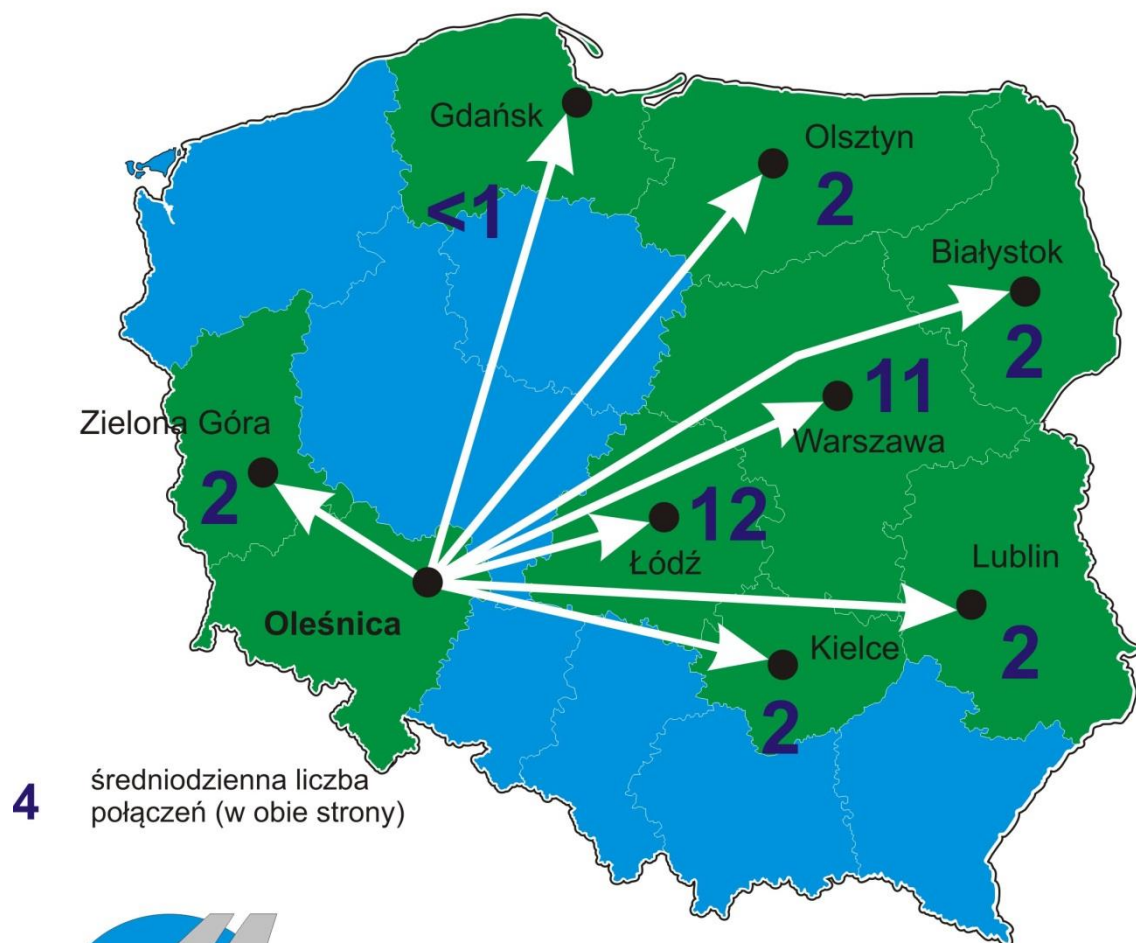 Gdańsk
<1
Olsztyn
2
Białystok
2
11
Warszawa
Zielona Góra
2
12
Łódź
Lublin
2
Oleśnica
Kielce
2
4
średniodzienna liczba
połączeń (w obie strony)